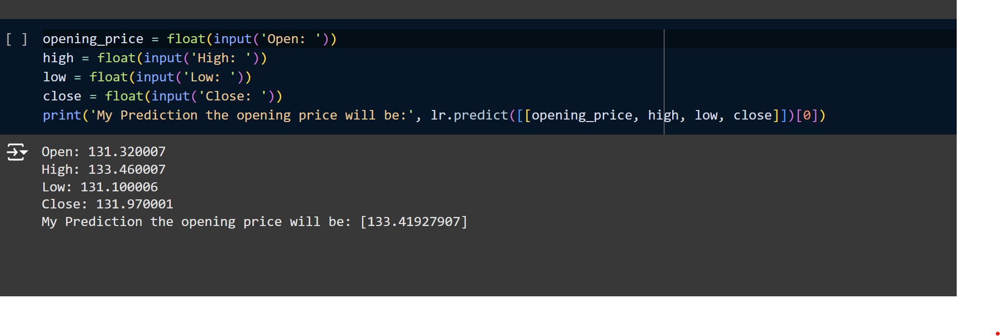 [ ] opening_price = float(input('Open: '))
high = float(input('High: '))
low = float(input('Low: '))
close = float(input('Close: '))
print('My Prediction the opening price will be:', lr.predict([[opening_price, high, low, close]])[0])
Open: 131.320007
High: 133.460007
Low: 131.100006
Close: 131.970001
My Prediction the opening price will be: [133.41927907]